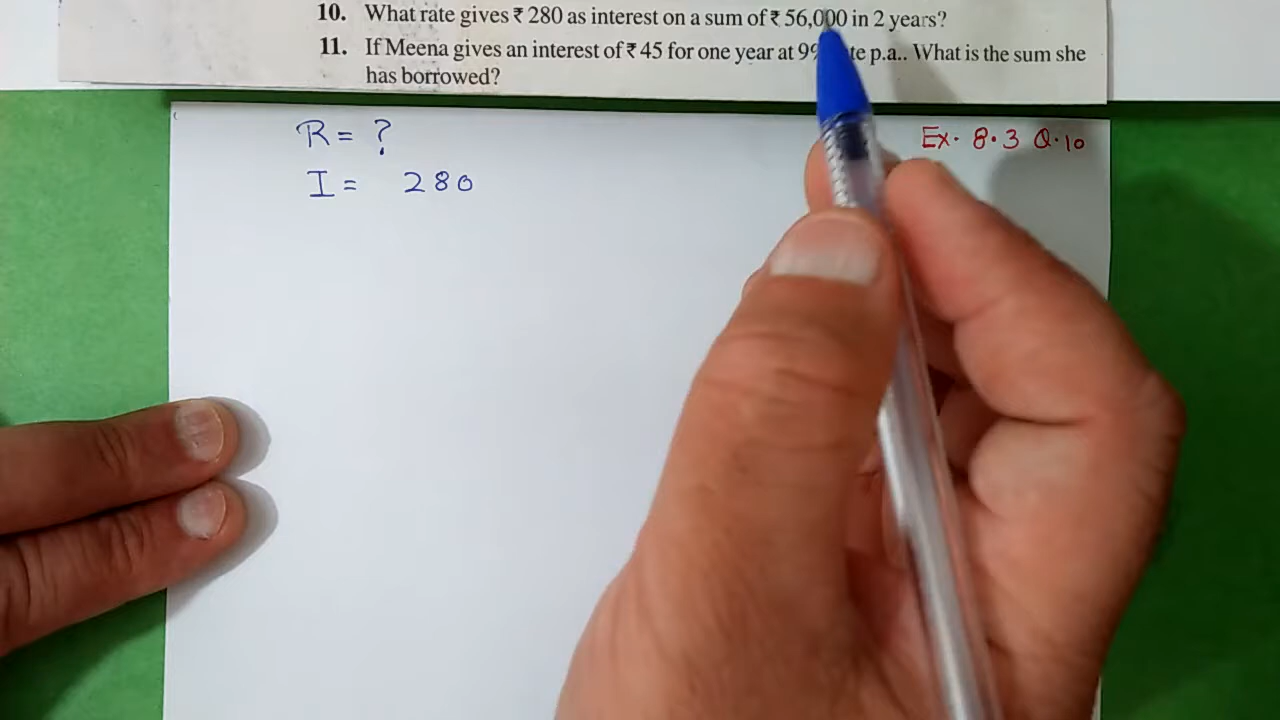 10. What rate gives ₹ 280 as interest on a sum of ₹ 56,000 in 2 years?
11. If Meena gives an interest of ₹ 45 for one year at p.a.. What is the sum she
has borrowed?
R = ?
Ex. 8.3 Q.10
I = 280